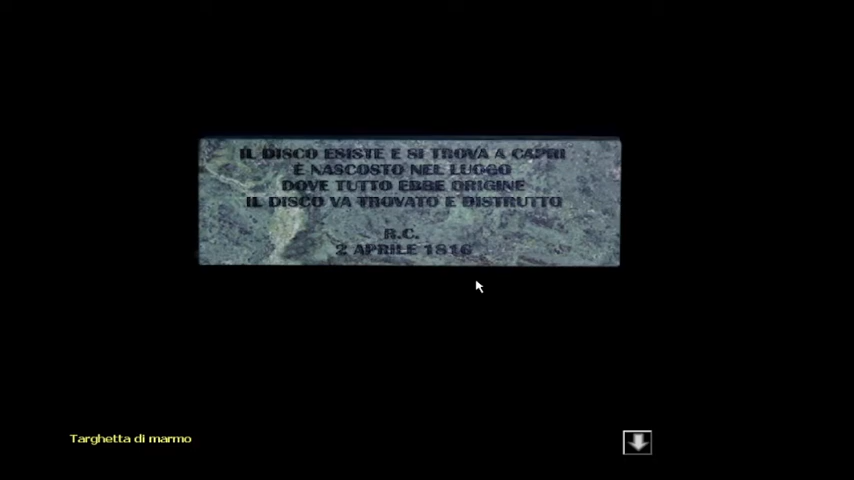 IL DISCO ESISTE E SI TROVA A CAPRI
È NASCOSTO NEL LUOGO
DOVE TUTTO EBBE ORIGINE
IL DISCO VA TROVATO E DISTRUTTO
R.C.
2 APRILE 1816
Targhetta di marmo